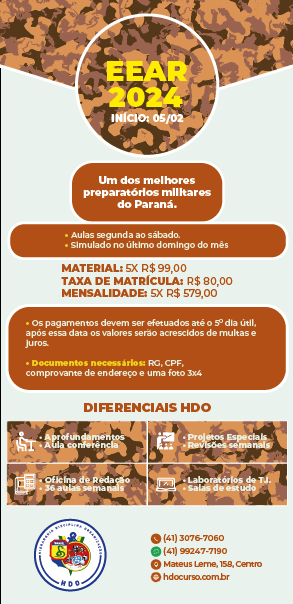 EEAR
2024
INÍCIO: 05/02
Um dos melhores
preparatórios militares
do Paraná.
• Aulas segunda ao sábado.
• Simulado no último domingo do mês
MATERIAL: 5X R$ 99,00
TAXA DE MATRÍCULA: R$ 80,00
MENSALIDADE: 5X R$ 579,00
• Os pagamentos devem ser efetuados até o 5º dia útil,
após essa data os valores serão acrescidos de multas e
juros.
• Documentos necessários: RG, CPF,
comprovante de endereço e uma foto 3x4
DIFERENCIAIS HDO
• Aprofundamentos
• Aula conferência
• Projetos Especiais
• Revisões semanais
• Oficina de Redação
• 36 aulas semanais
• Laboratórios de T.I.
• Salas de estudo
HDO
(41) 3076-7060
(41) 99247-7190
Mateus Leme, 158, Centro
hdocurso.com.br